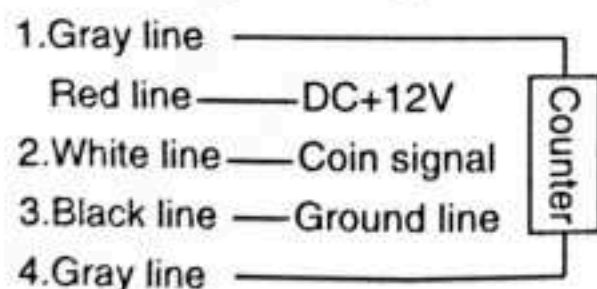 1.Gray line
Red line DC+12V
2.White line Coin signal
3.Black line Ground line
4.Gray line
Counter